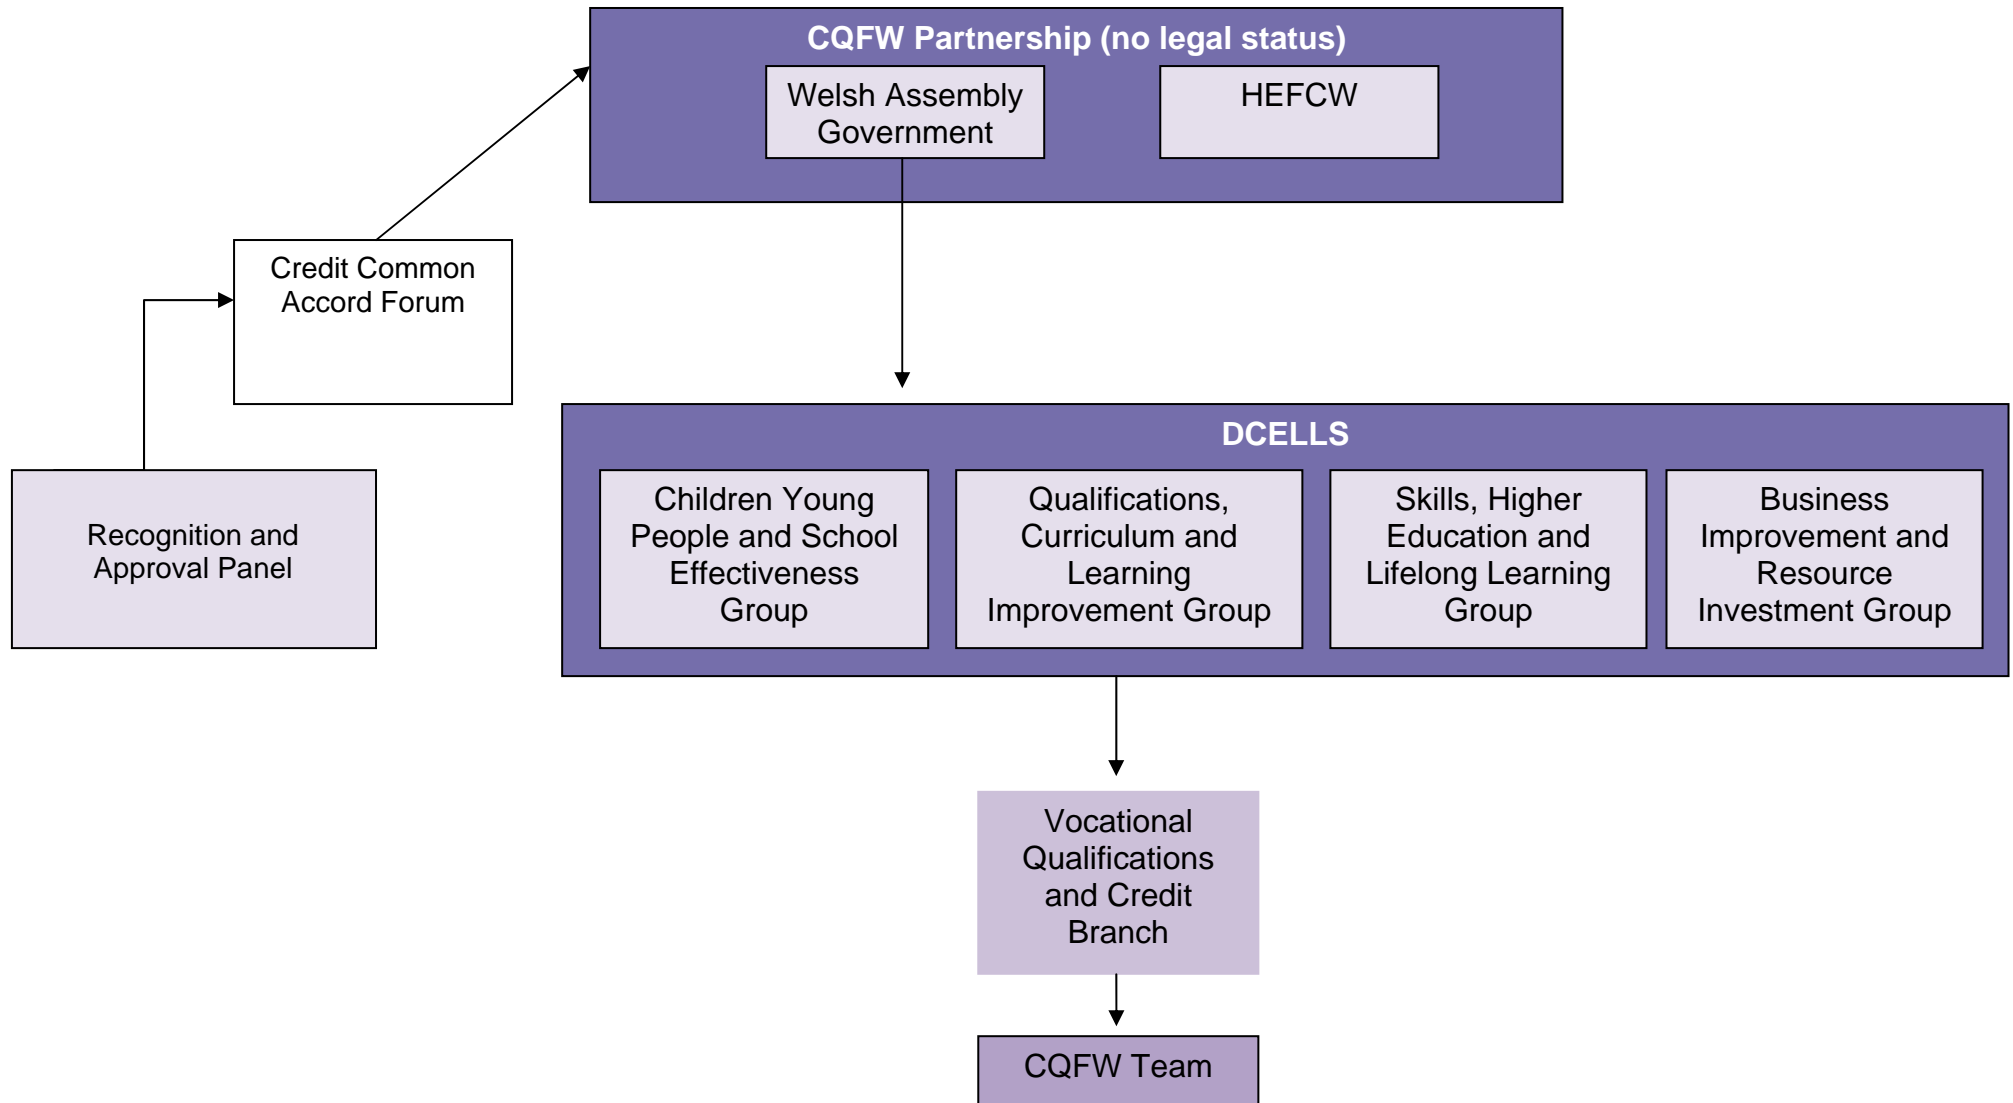 CQFW Partnership (no legal status)
Welsh Assembly
Government
HEFCW
Credit Common
Accord Forum
Recognition and
Approval Panel
DCELLS
Children Young
People and School
Effectiveness
Group
Qualifications,
Curriculum and
Learning
Improvement Group
Skills, Higher
Education and
Lifelong Learning
Group
Business
Improvement and
Resource
Investment Group
Vocational
Qualifications
and Credit
Branch
CQFW Team